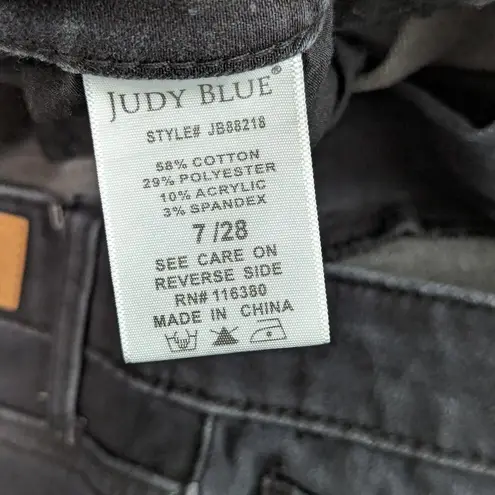 JUDY BLUE®
STYLE# JB88218
58% COTTON
29% POLYESTER
10% ACRYLIC
3% SPANDEX
7 /28
SEE CARE ON
REVERSE SIDE
RN# 116380
MADE IN CHINA